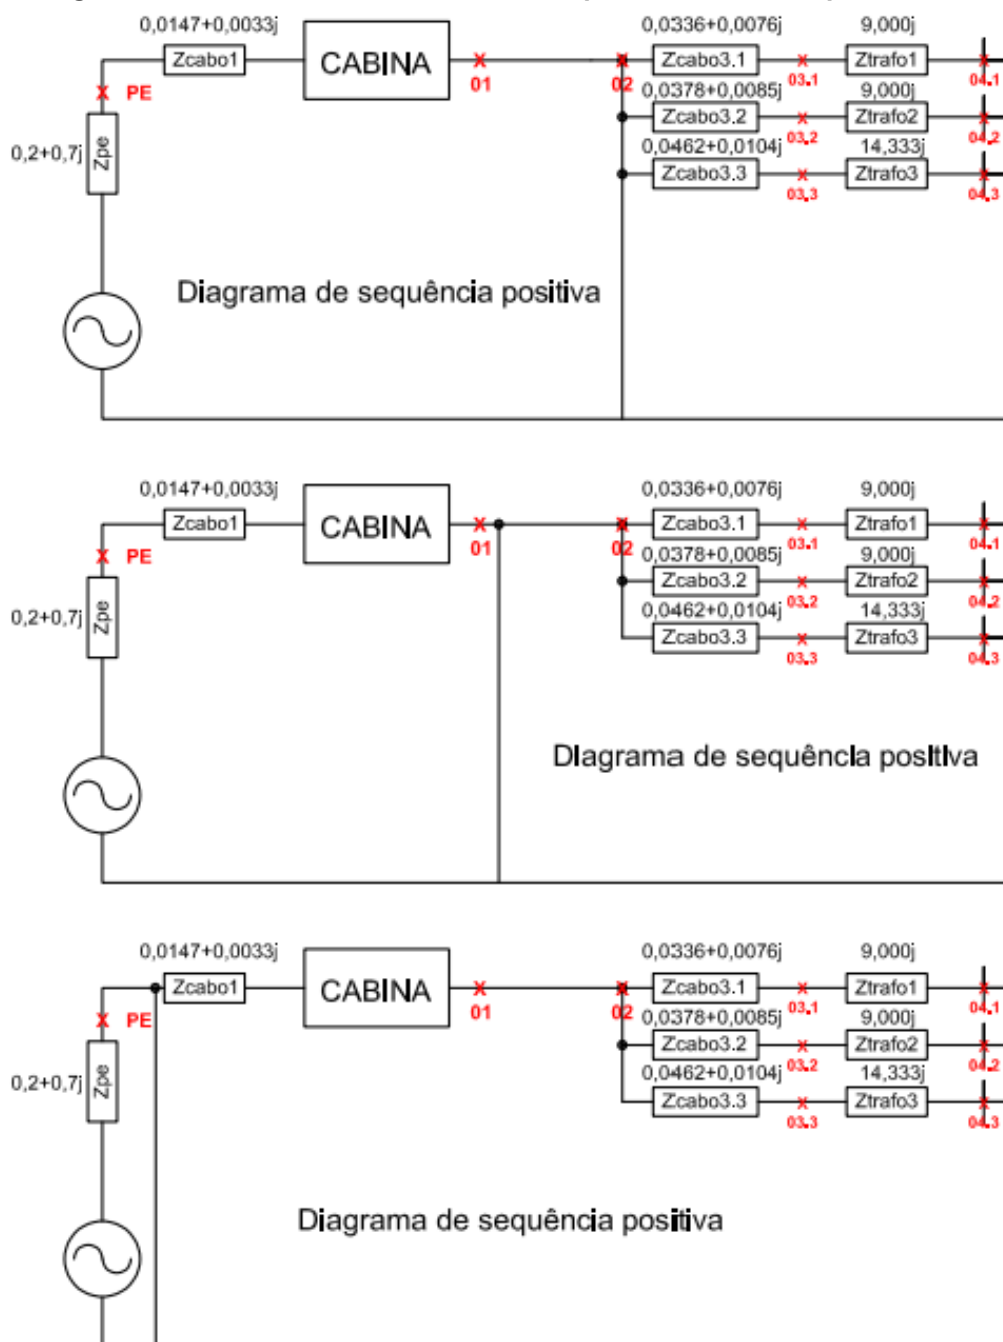 0,0147+0,0033j 0,0336+0,0076j 9,000j
Zcabo1 CABINA Zcabo3.1 Ztrafo1
01 02 03.1 04.1
PE 0,0378+0,0085j 9,000j
Zcabo3.2 Ztrafo2
03.2 04.2
0,2+0,7j Zpe 0,0462+0,0104j 14,333j
Zcabo3.3 Ztrafo3
03.3 04.3
Diagrama de sequência positiva
0,0147+0,0033j 0,0336+0,0076j 9,000j
Zcabo1 CABINA Zcabo3.1 Ztrafo1
01 02 03.1 04.1
PE 0,0378+0,0085j 9,000j
Zcabo3.2 Ztrafo2
03.2 04.2
0,2+0,7j Zpe 0,0462+0,0104j 14,333j
Zcabo3.3 Ztrafo3
03.3 04.3
Diagrama de sequência positiva
0,0147+0,0033j 0,0336+0,0076j 9,000j
Zcabo1 CABINA Zcabo3.1 Ztrafo1
01 02 03.1 04.1
PE 0,0378+0,0085j 9,000j
Zcabo3.2 Ztrafo2
03.2 04.2
0,2+0,7j Zpe 0,0462+0,0104j 14,333j
Zcabo3.3 Ztrafo3
03.3 04.3
Diagrama de sequência positiva